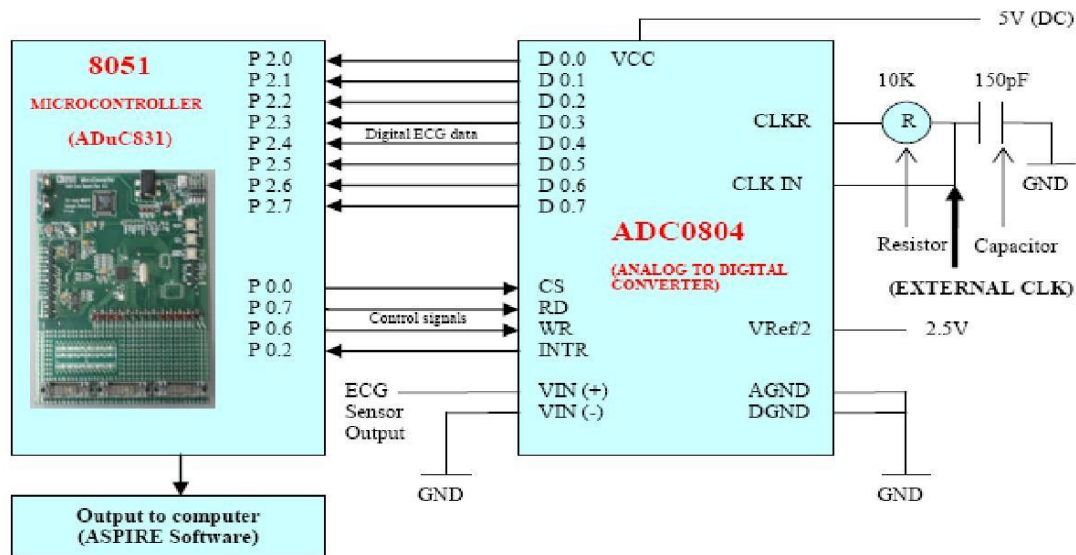 5V (DC)
8051
MICROCONTROLLER
(ADuC831)
P 2.0
P 2.1
P 2.2
P 2.3
P 2.4
P 2.5
P 2.6
P 2.7
P 0.0
P 0.7
P 0.6
P 0.2
Digital ECG data
Control signals
ECG
Sensor
Output
GND
D 0.0
D 0.1
D 0.2
D 0.3
D 0.4
D 0.5
D 0.6
D 0.7
VCC
CLKR
CLK IN
ADC0804
(ANALOG TO DIGITAL
CONVERTER)
CS
RD
WR
INTR
VIN (+)
VIN (-)
VRef/2
AGND
DGND
10K
150pF
R
GND
Resistor
Capacitor
(EXTERNAL CLK)
2.5V
GND
Output to computer
(ASPIRE Software)